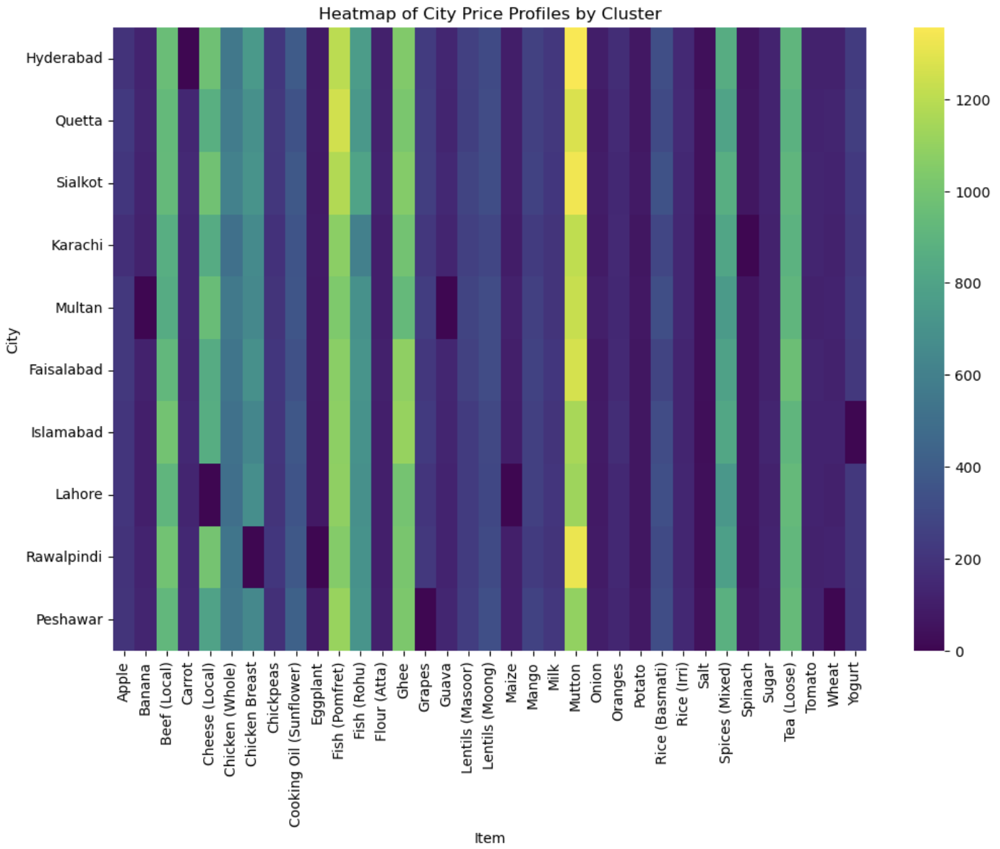 Heatmap of City Price Profiles by Cluster
City
Hyderabad
Quetta
Sialkot
Karachi
Multan
Faisalabad
Islamabad
Lahore
Rawalpindi
Peshawar
Apple
Banana
Beef (Local)
Carrot
Cheese (Local)
Chicken (Whole)
Chicken Breast
Chickpeas
Cooking Oil (Sunflower)
Eggplant
Fish (Pomfret)
Fish (Rohu)
Flour (Atta)
Ghee
Grapes
Guava
Lentils (Masoor)
Lentils (Moong)
Maize
Mango
Milk
Mutton
Onion
Oranges
Potato
Rice (Basmati)
Rice (Irri)
Salt
Spices (Mixed)
Spinach
Sugar
Tea (Loose)
Tomato
Wheat
Yogurt
Item
1200
1000
800
600
400
200
0